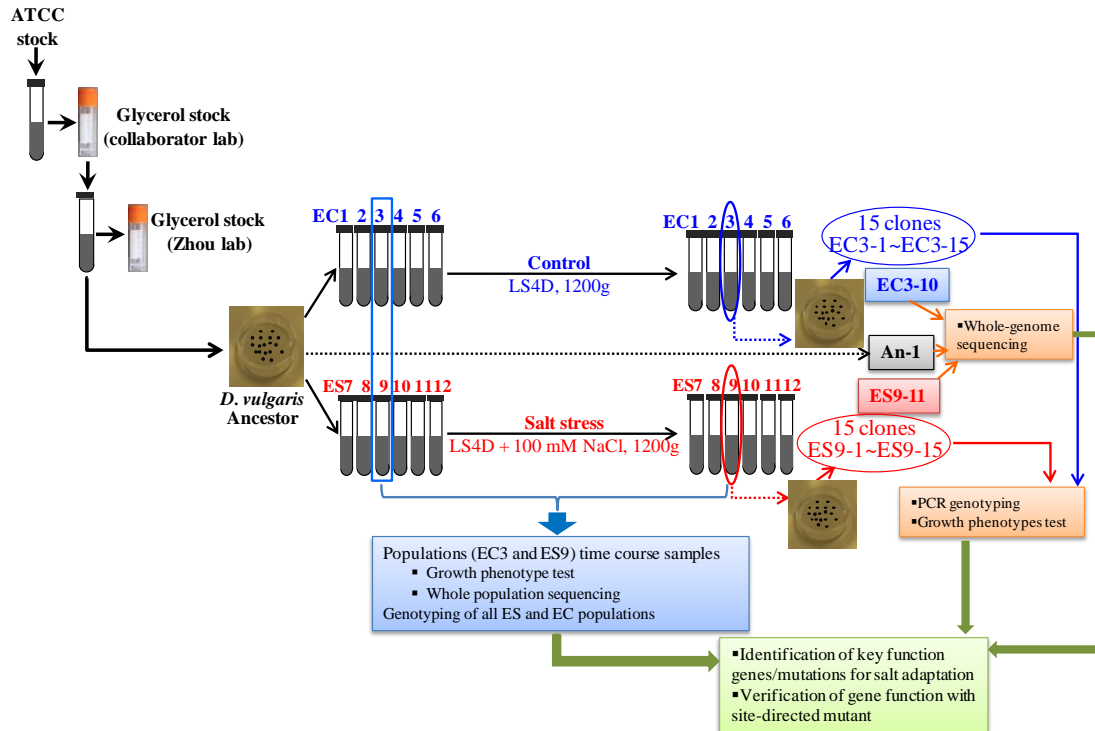 ATCC
stock
Glycerol stock
(collaborator lab)
Glycerol stock
(Zhou lab)
D. vulgaris
Ancestor
EC1 2 3 4 5 6
Control
LS4D, 1200g
EC1 2 3 4 5 6
15 clones
EC3-1~EC3-15
EC3-10
An-1
ES9-11
▪Whole-genome
sequencing
ES7 8 9 10 11 12
Salt stress
LS4D + 100 mM NaCl, 1200g
ES7 8 9 10 11 12
15 clones
ES9-1~ES9-15
▪PCR genotyping
▪Growth phenotypes test
Populations (EC3 and ES9) time course samples
▪ Growth phenotype test
▪ Whole population sequencing
Genotyping of all ES and EC populations
▪Identification of key function
genes/mutations for salt adaptation
▪Verification of gene function with
site-directed mutant